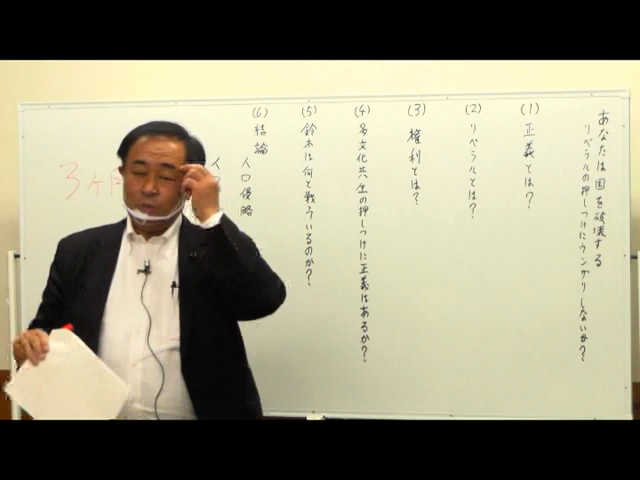 あなたは国を破壊する
リベラルの押しつけにウンザリしないか?
(1) 正義とは?
(2) リベラルとは?
(3) 権利とは?
(4) 多文化共生の押しつけに正義はあるか?
(5) 鈴木は何と戦っているのか?
(6) 結論
人口侵略
人
3ヶ月